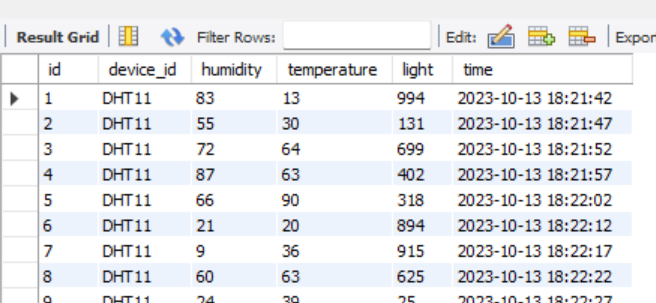 Result Grid Filter Rows: Edit: Expor
id device_id humidity temperature light time
1 DHT11 83 13 994 2023-10-13 18:21:42
2 DHT11 55 30 131 2023-10-13 18:21:47
3 DHT11 72 64 699 2023-10-13 18:21:52
4 DHT11 87 63 402 2023-10-13 18:21:57
5 DHT11 66 90 318 2023-10-13 18:22:02
6 DHT11 21 20 894 2023-10-13 18:22:12
7 DHT11 9 36 915 2023-10-13 18:22:17
8 DHT11 60 63 625 2023-10-13 18:22:22
9 DHT11 24 39 25 2023-10-13 18:22:27